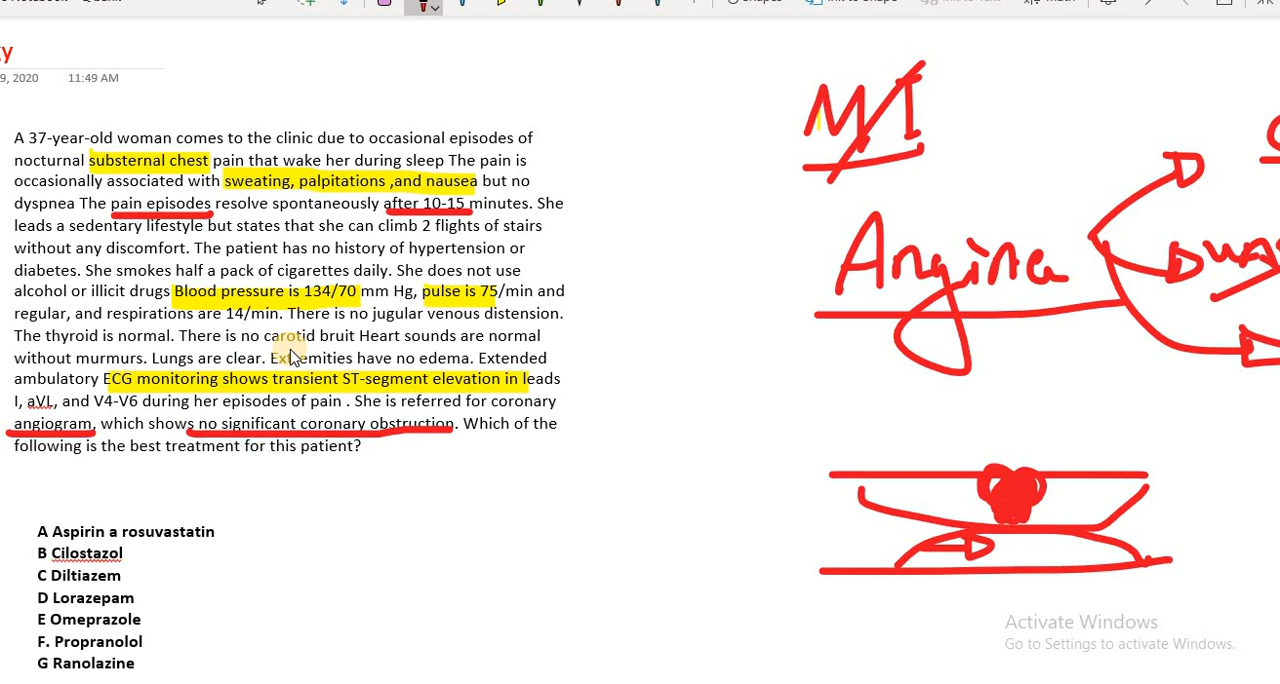 gy
9, 2020 11:49 AM
A 37-year-old woman comes to the clinic due to occasional episodes of
nocturnal substernal chest pain that wake her during sleep The pain is
occasionally associated with sweating, palpitations ,and nausea but no
dyspnea The pain episodes resolve spontaneously after 10-15 minutes. She
leads a sedentary lifestyle but states that she can climb 2 flights of stairs
without any discomfort. The patient has no history of hypertension or
diabetes. She smokes half a pack of cigarettes daily. She does not use
alcohol or illicit drugs Blood pressure is 134/70 mm Hg, pulse is 75/min and
regular, and respirations are 14/min. There is no jugular venous distension.
The thyroid is normal. There is no carotid bruit Heart sounds are normal
without murmurs. Lungs are clear. Extremities have no edema. Extended
ambulatory ECG monitoring shows transient ST-segment elevation in leads
I, aVL, and V4-V6 during her episodes of pain . She is referred for coronary
angiogram, which shows no significant coronary obstruction. Which of the
following is the best treatment for this patient?
A Aspirin a rosuvastatin
B Cilostazol
C Diltiazem
D Lorazepam
E Omeprazole
F. Propranolol
G Ranolazine
MI
Angina
Activate Windows
Go to Settings to activate Windows.